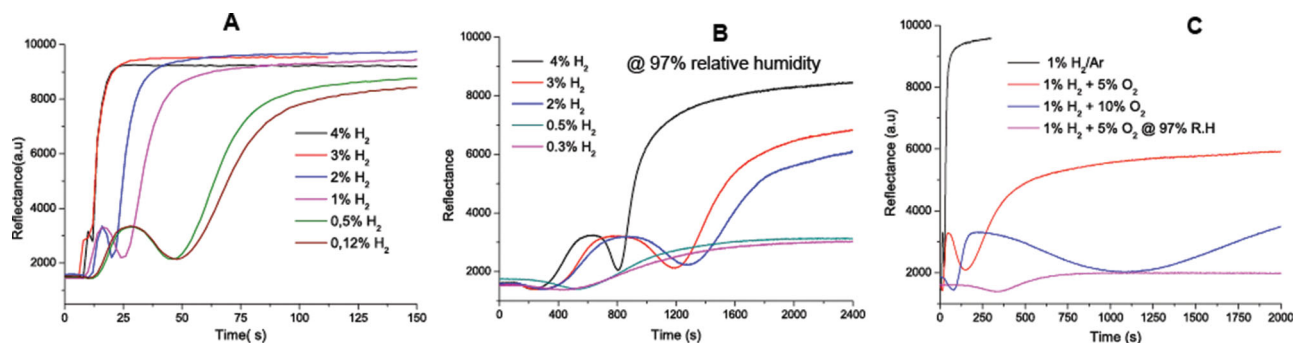 A
10000
8000
6000
4000
2000
Reflectance(a.u)
4% H₂
3% H₂
2% H₂
1% H₂
0,5% H₂
0,12% H₂
0 25 50 75 100 125 150
Time( s)
B
@ 97% relative humidity
10000
8000
6000
4000
2000
Reflectance
4% H₂
3% H₂
2% H₂
0.5% H₂
0.3% H₂
0 400 800 1200 1600 2000 2400
Time (s)
C
10000
8000
6000
4000
2000
0
Reflectance (a.u)
1% H₂/Ar
1% H₂ + 5% O₂
1% H₂ + 10% O₂
1% H₂ + 5% O₂ @ 97% R.H
0 250 500 750 1000 1250 1500 1750 2000
Time (s)